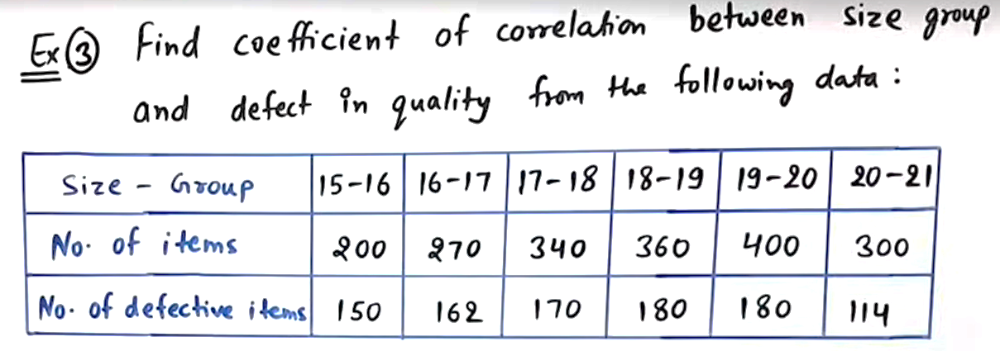 Ex ③ Find coefficient of correlation between size group
and defect in quality from the following data :
Size - Group 15-16 16-17 17-18 18-19 19-20 20-21
No. of items 200 270 340 360 400 300
No. of defective items 150 162 170 180 180 114